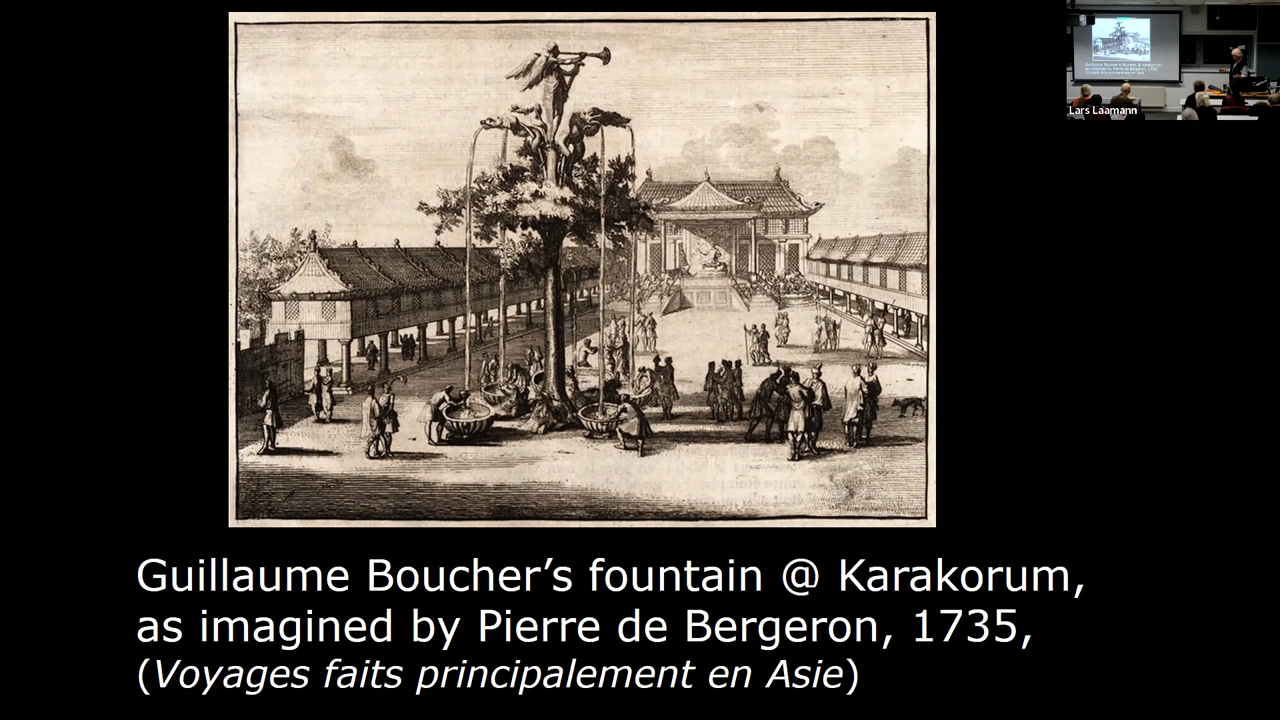 Guillaume Boucher’s fountain @ Karakorum,
as imagined by Pierre de Bergeron, 1735,
(Voyages faits principalement en Asie)
Lars Laamann